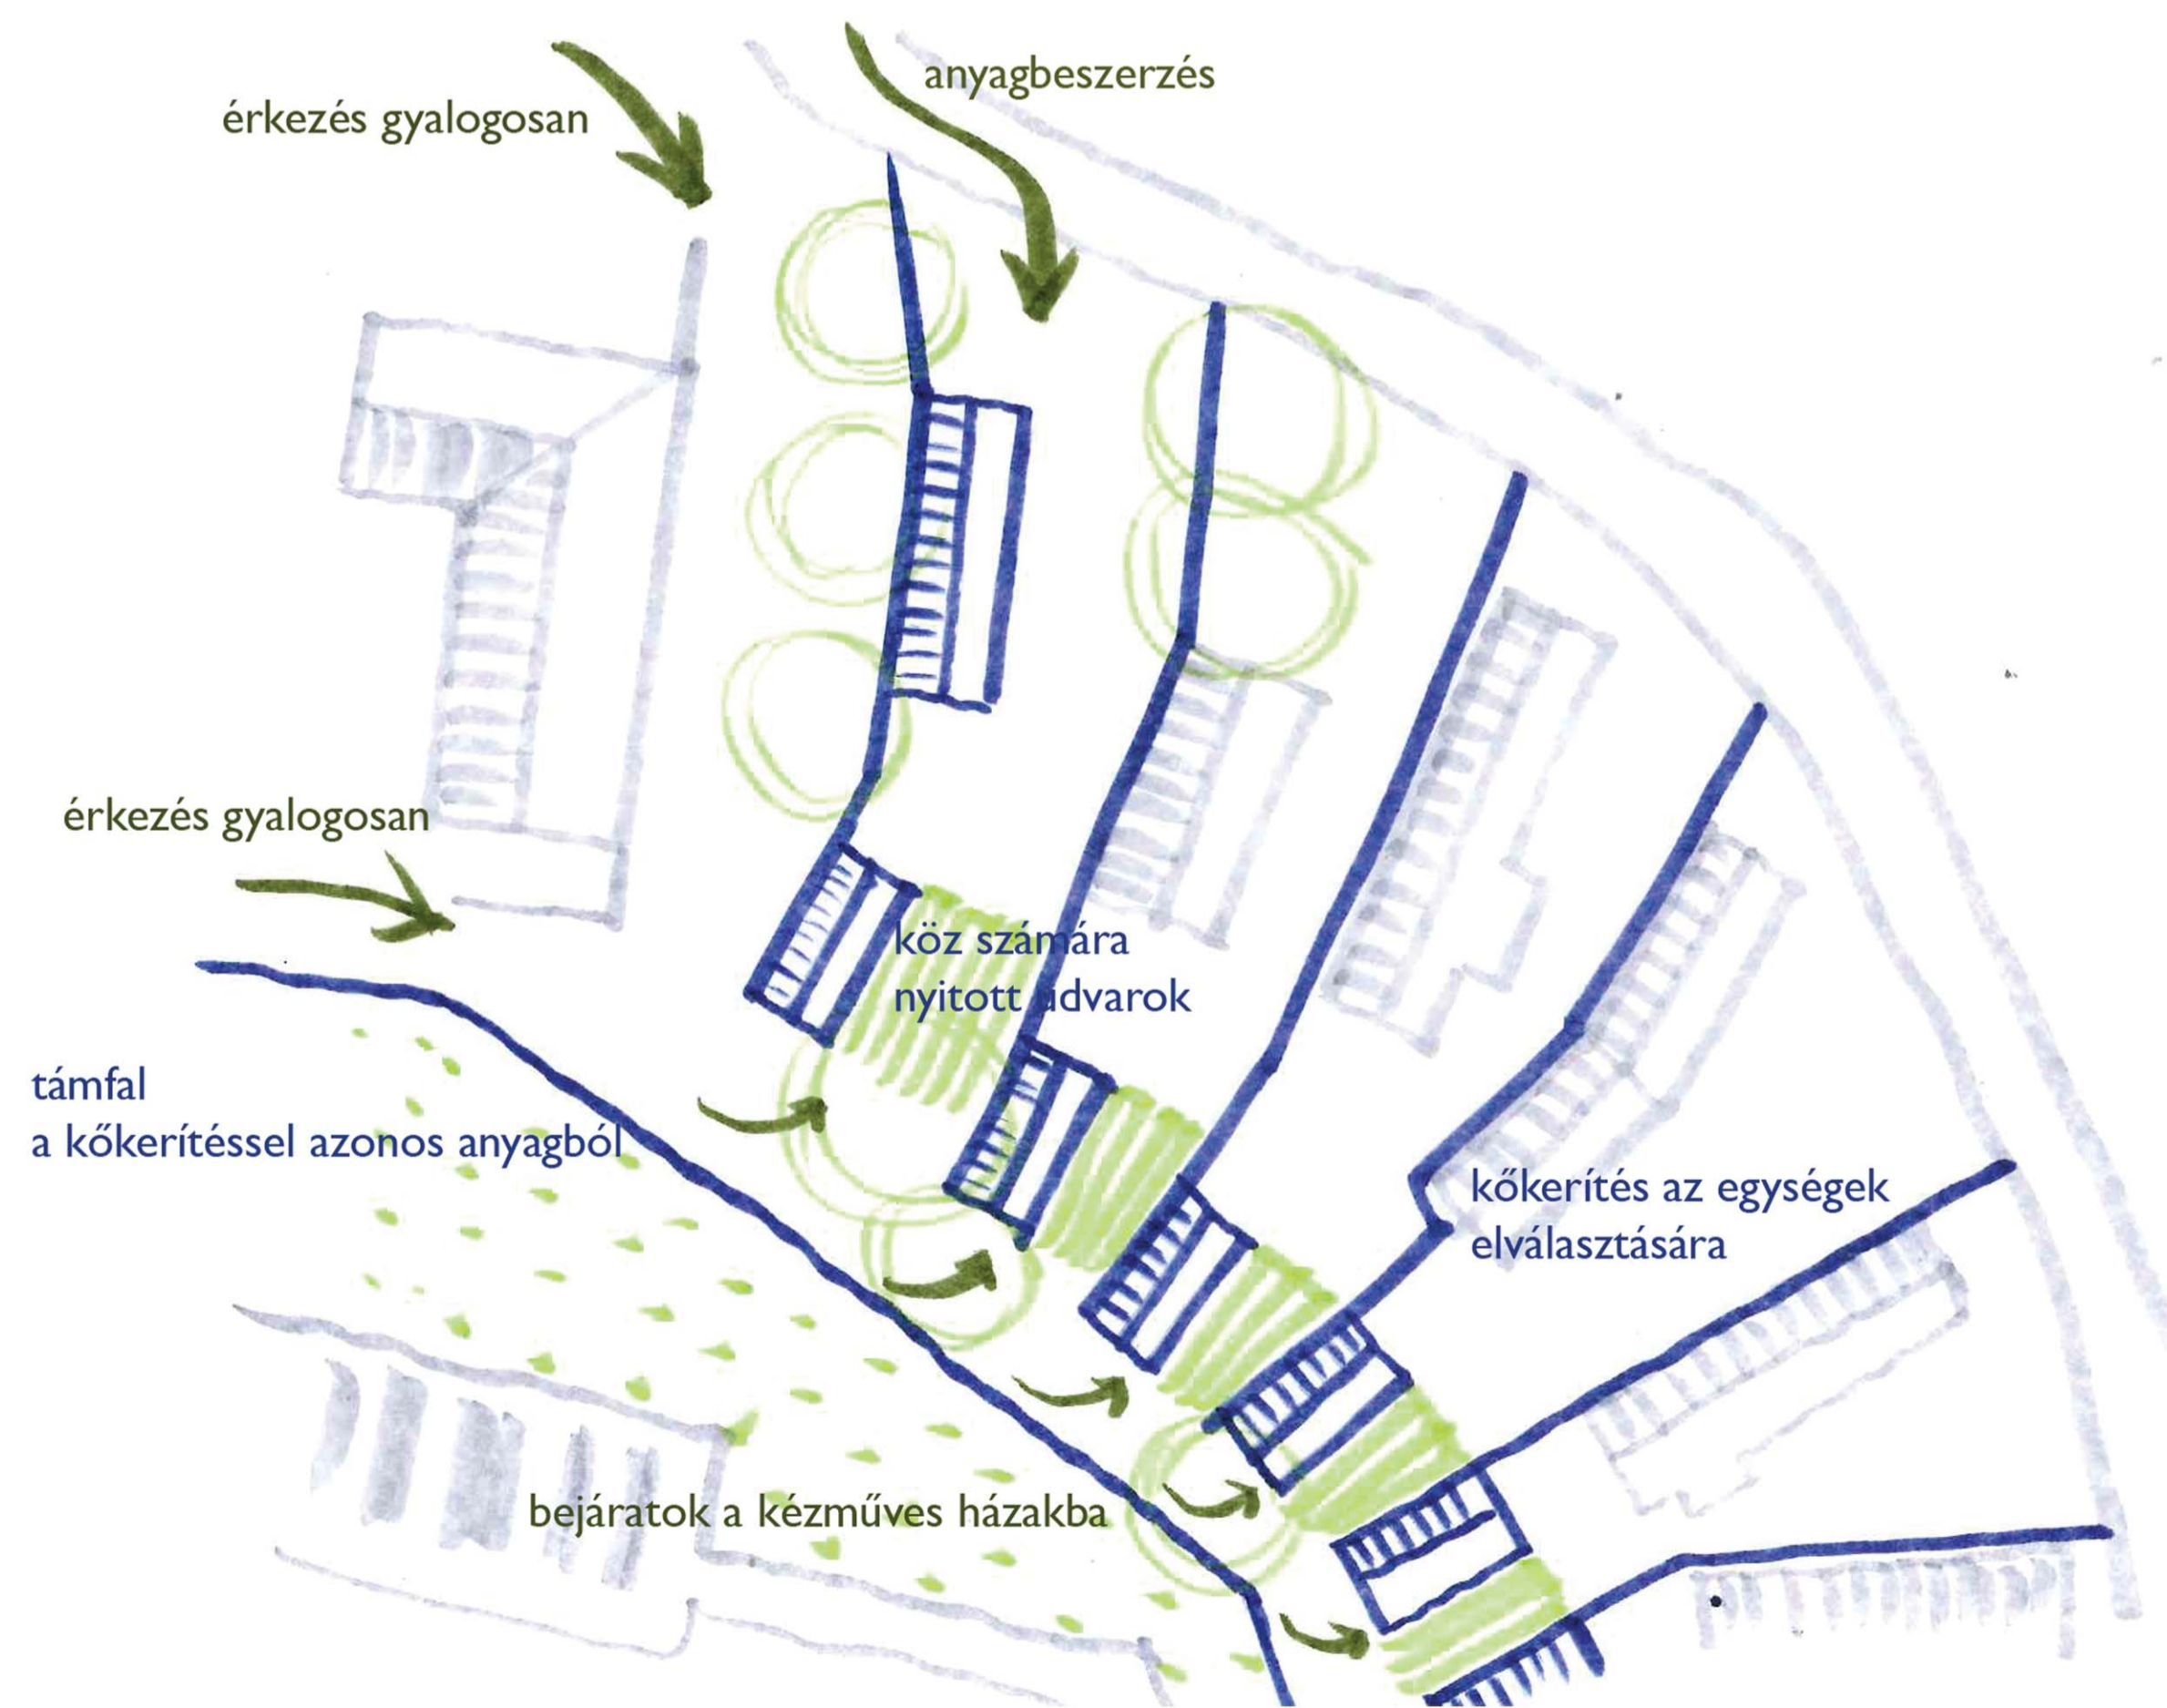 anyagbeszerzés
érkezés gyalogosan
érkezés gyalogosan
köz számára
nyitott udvarok
támfal
a kőkerítéssel azonos anyagból
kőkerítés az egységek
elválasztására
bejáratok a kézműves házakba